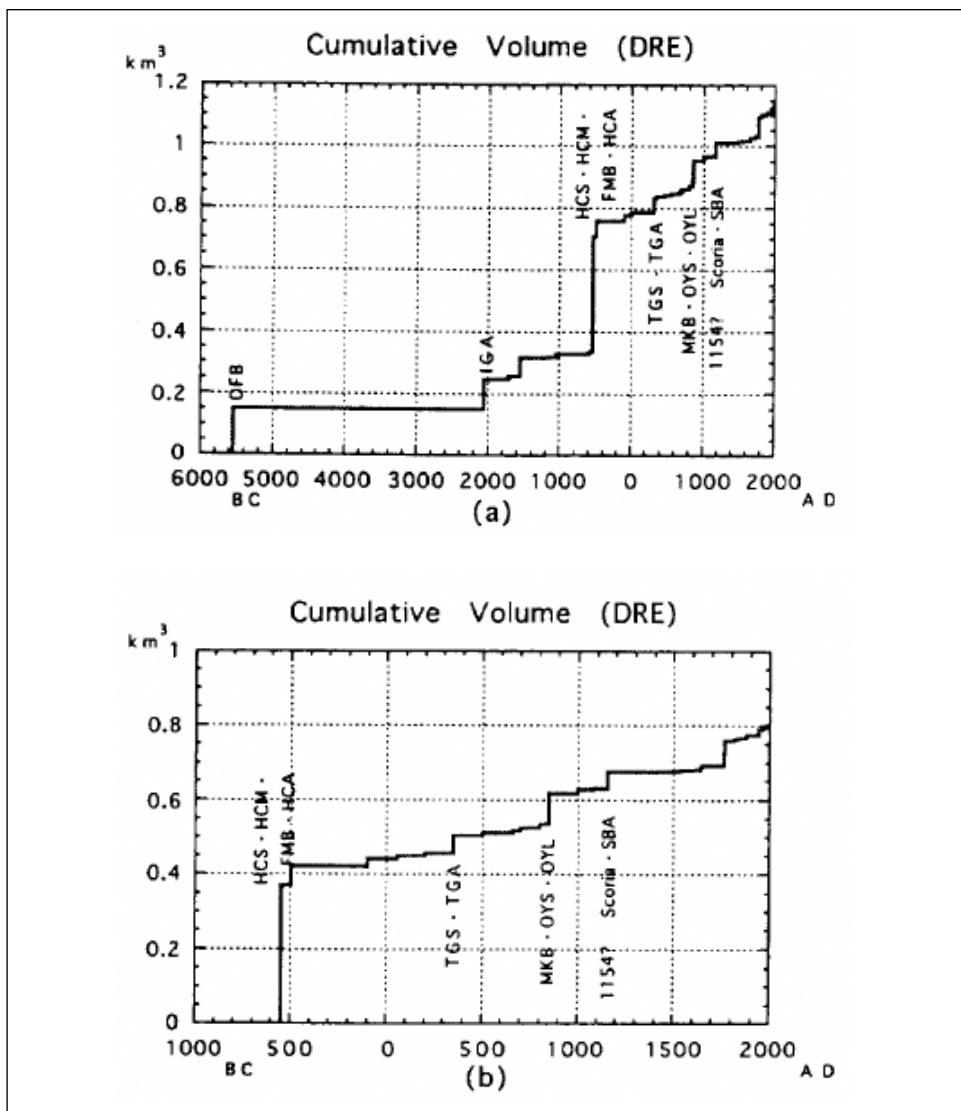 Cumulative Volume (DRE)
km³
1.2
1
0.8
0.6
0.4
0.2
0
OFB
IGA
HCS · HCM ·
FMB · HCA
TGS · TGA
MKB · OYS · OYL
1154? Scoria · SBA
6000 5000 4000 3000 2000 1000 0 1000 2000
BC
AD
(a)
Cumulative Volume (DRE)
km³
1
0.8
0.6
0.4
0.2
0
HCS · HCM ·
FMB · HCA
TGS · TGA
MKB · OYS · OYL
1154? Scoria · SBA
1000 500 0 500 1000 1500 2000
BC
AD
(b)